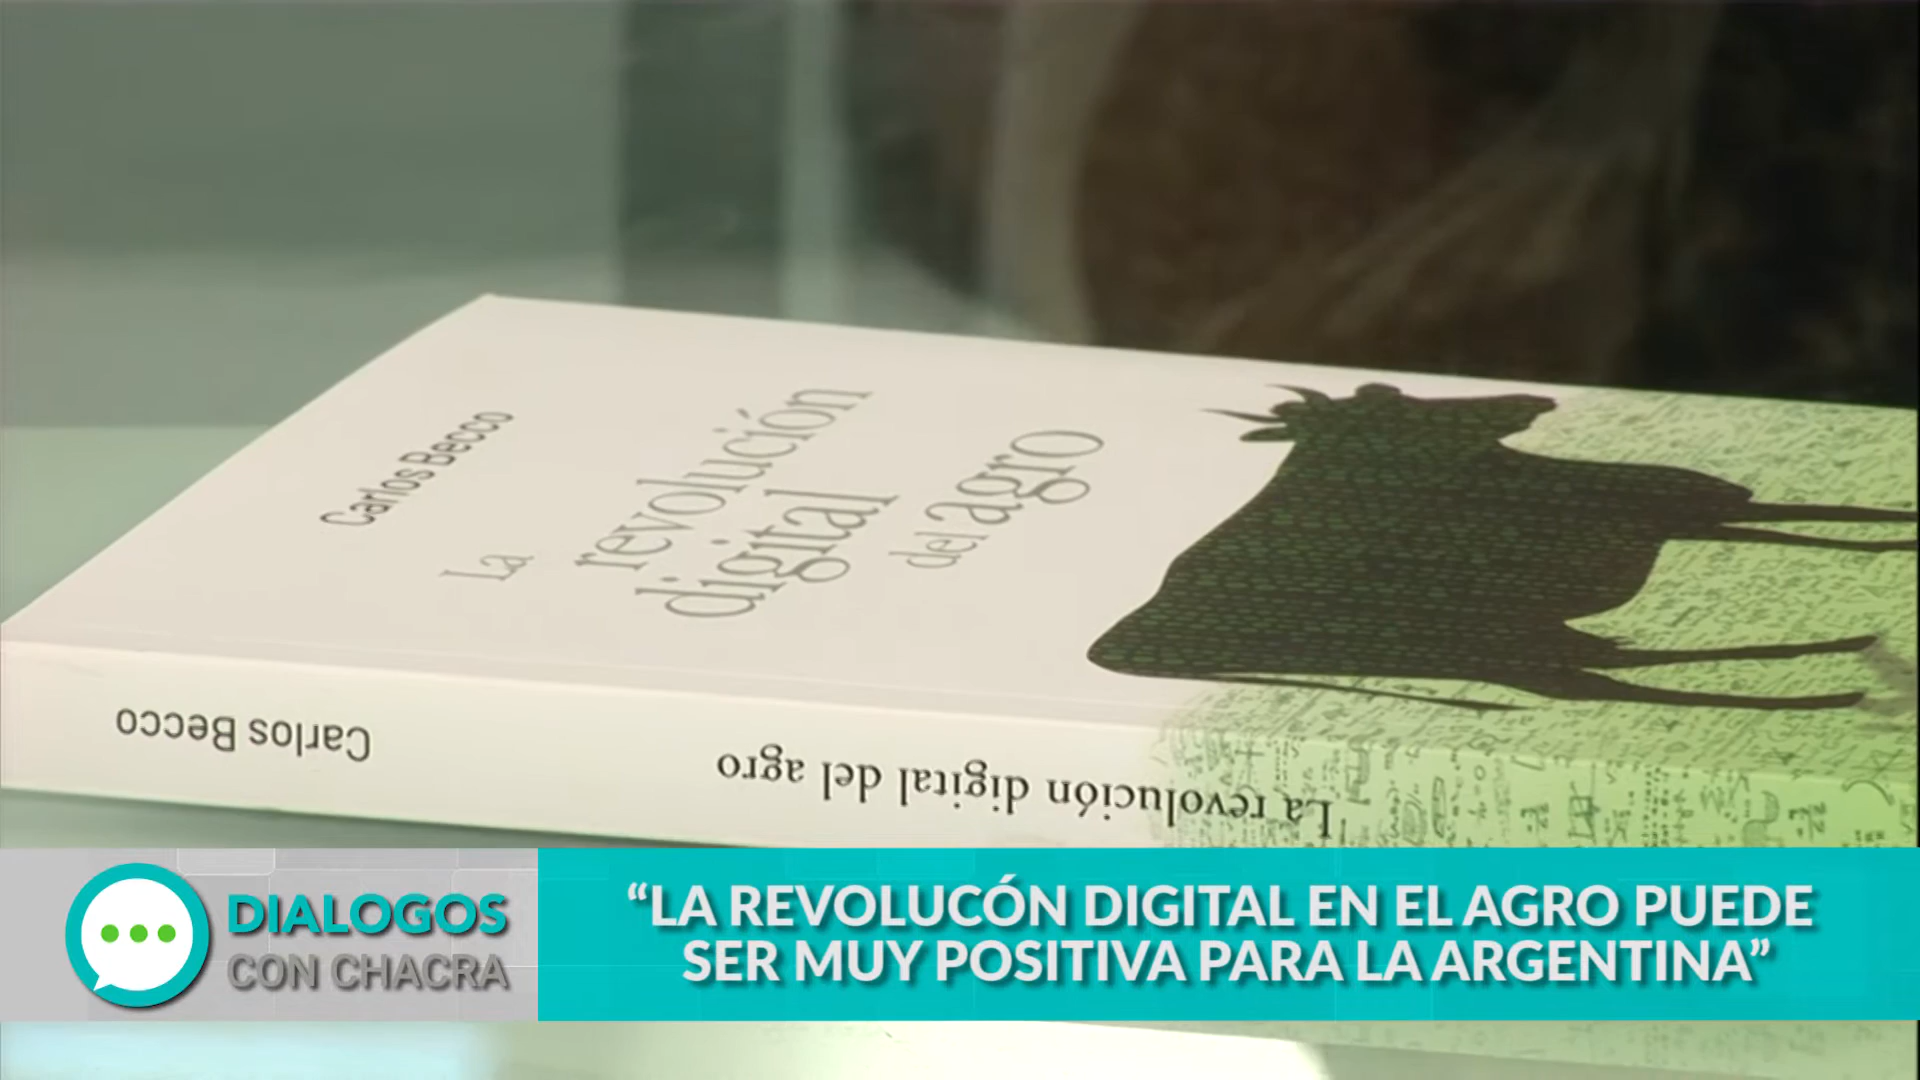 Carlos Becco
La
revolución
digital
del agro
Carlos Becco
La revolución digital del agro
DIALOGOS
CON CHACRA
“LA REVOLUCÓN DIGITAL EN EL AGRO PUEDE
SER MUY POSITIVA PARA LA ARGENTINA”